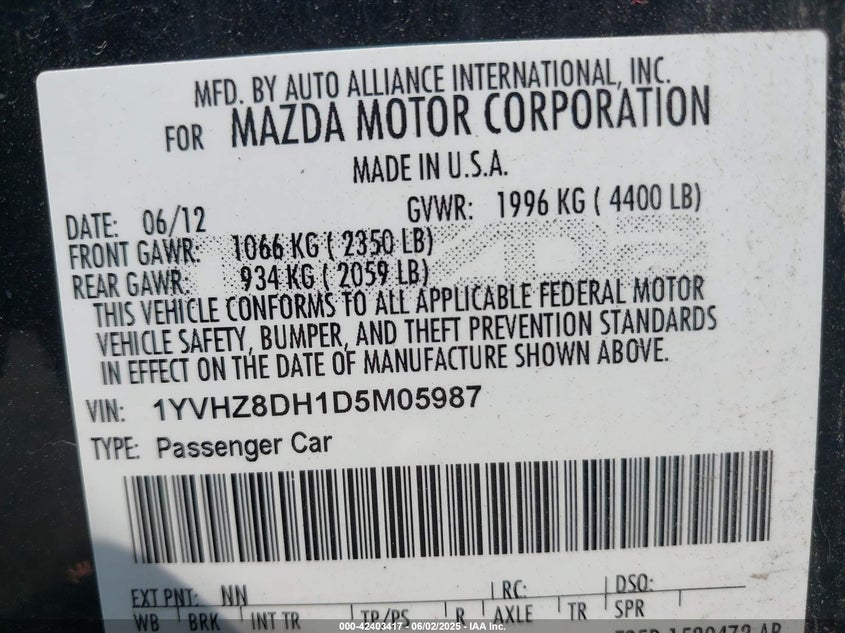 MFD. BY AUTO ALLIANCE INTERNATIONAL, INC.
FOR MAZDA MOTOR CORPORATION
MADE IN U.S.A.
DATE: 06/12 GVWR: 1996 KG ( 4400 LB)
FRONT GAWR: 1066 KG ( 2350 LB)
REAR GAWR: 934 KG ( 2059 LB)
THIS VEHICLE CONFORMS TO ALL APPLICABLE FEDERAL MOTOR
VEHICLE SAFETY, BUMPER, AND THEFT PREVENTION STANDARDS
IN EFFECT ON THE DATE OF MANUFACTURE SHOWN ABOVE.
VIN: 1YVHZ8DH1D5M05987
TYPE: Passenger Car
EXT PNT: NN RC: DSQ:
WB BRK INT TR TP/PS R AXLE TR SPR
000-42403417 - 06/02/2025 - IAA Inc.